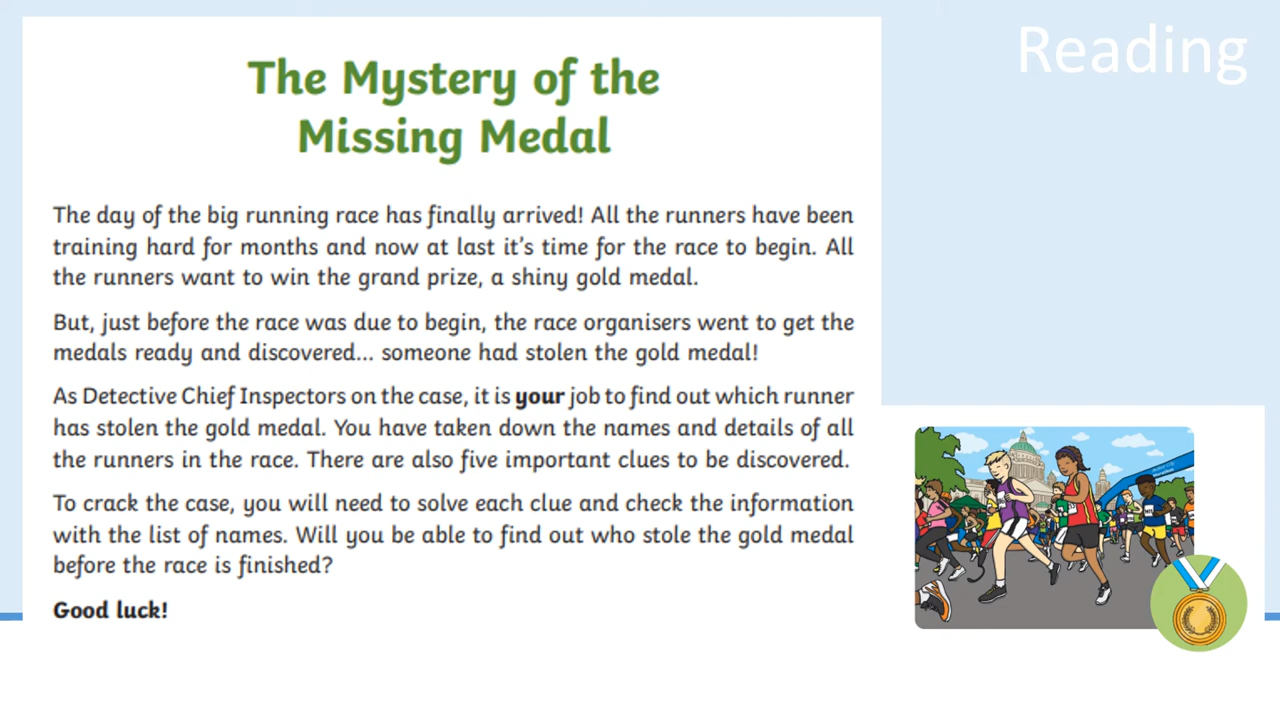 Reading
The Mystery of the
Missing Medal
The day of the big running race has finally arrived! All the runners have been
training hard for months and now at last it's time for the race to begin. All
the runners want to win the grand prize, a shiny gold medal.
But, just before the race was due to begin, the race organisers went to get the
medals ready and discovered... someone had stolen the gold medal!
As Detective Chief Inspectors on the case, it is your job to find out which runner
has stolen the gold medal. You have taken down the names and details of all
the runners in the race. There are also five important clues to be discovered.
To crack the case, you will need to solve each clue and check the information
with the list of names. Will you be able to find out who stole the gold medal
before the race is finished?
Good luck!